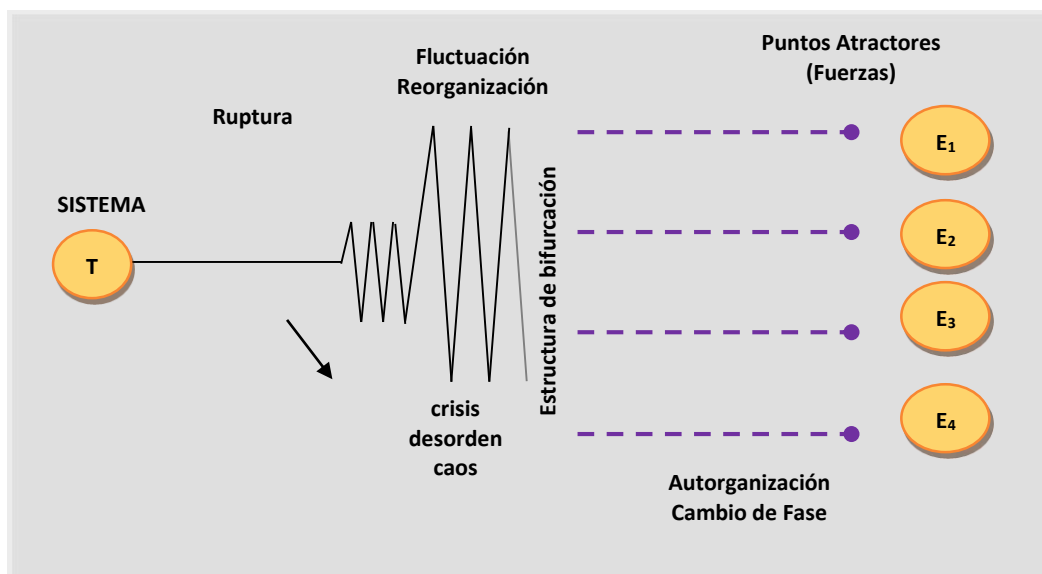 Puntos Atractores
(Fuerzas)
Fluctuación
Reorganización
Ruptura
SISTEMA
T
Estructura de bifurcación
E₁
E₂
E₃
E₄
crisis
desorden
caos
Autorganización
Cambio de Fase